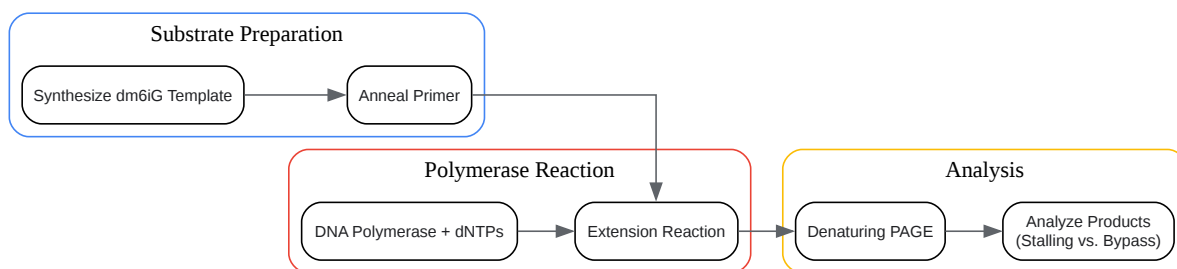 Substrate Preparation
Synthesize dm6iG Template
Anneal Primer
Polymerase Reaction
DNA Polymerase + dNTPs
Extension Reaction
Analysis
Denaturing PAGE
Analyze Products
(Stalling vs. Bypass)